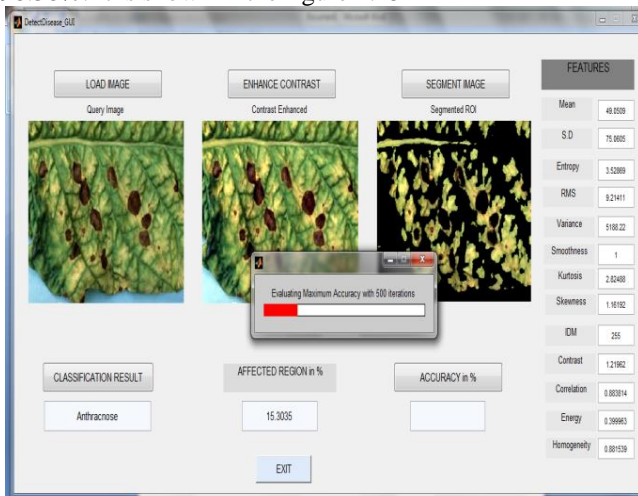 DetectDisease_GUI
LOAD IMAGE
ENHANCE CONTRAST
SEGMENT IMAGE
Query Image
Contrast Enhanced
Segmented ROI
Evaluating Maximum Accuracy with 500 iterations
CLASSIFICATION RESULT
AFFECTED REGION in %
ACCURACY in %
Anthracnose
15.3035
EXIT
FEATURES
Mean 49.0509
S.D 75.0605
Entropy 3.52869
RMS 9.21411
Variance 5188.22
Smoothness 1
Kurtosis 2.82488
Skewness 1.16192
IDM 255
Contrast 1.21962
Correlation 0.883814
Energy 0.399963
Homogeneity 0.881539